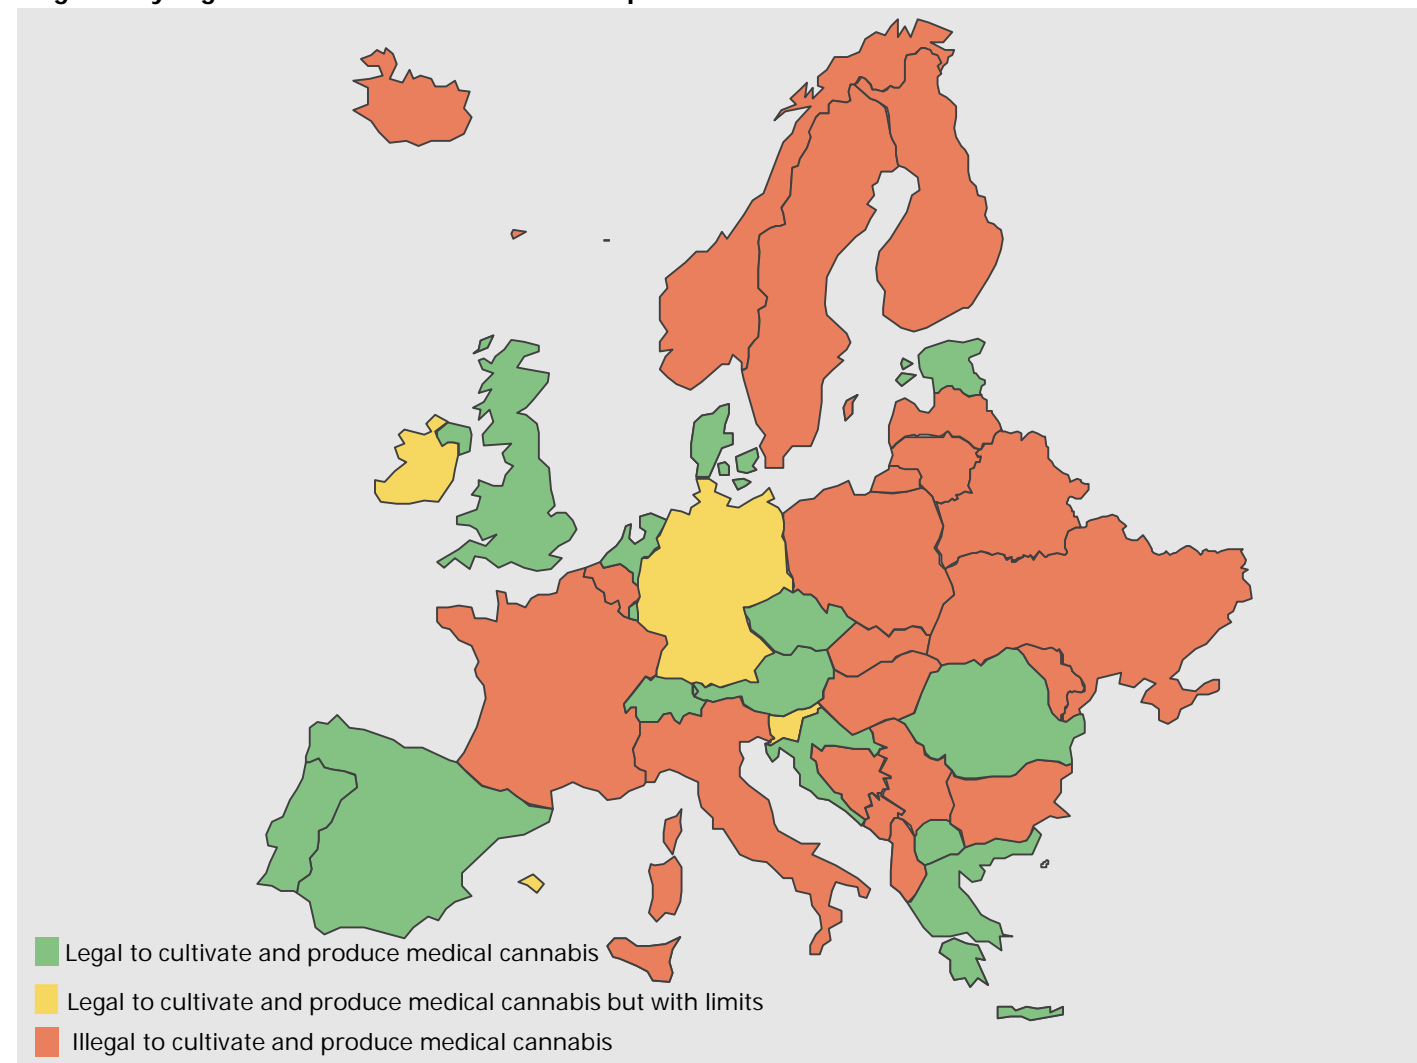 Legal to cultivate and produce medical cannabis
Legal to cultivate and produce medical cannabis but with limits
Illegal to cultivate and produce medical cannabis